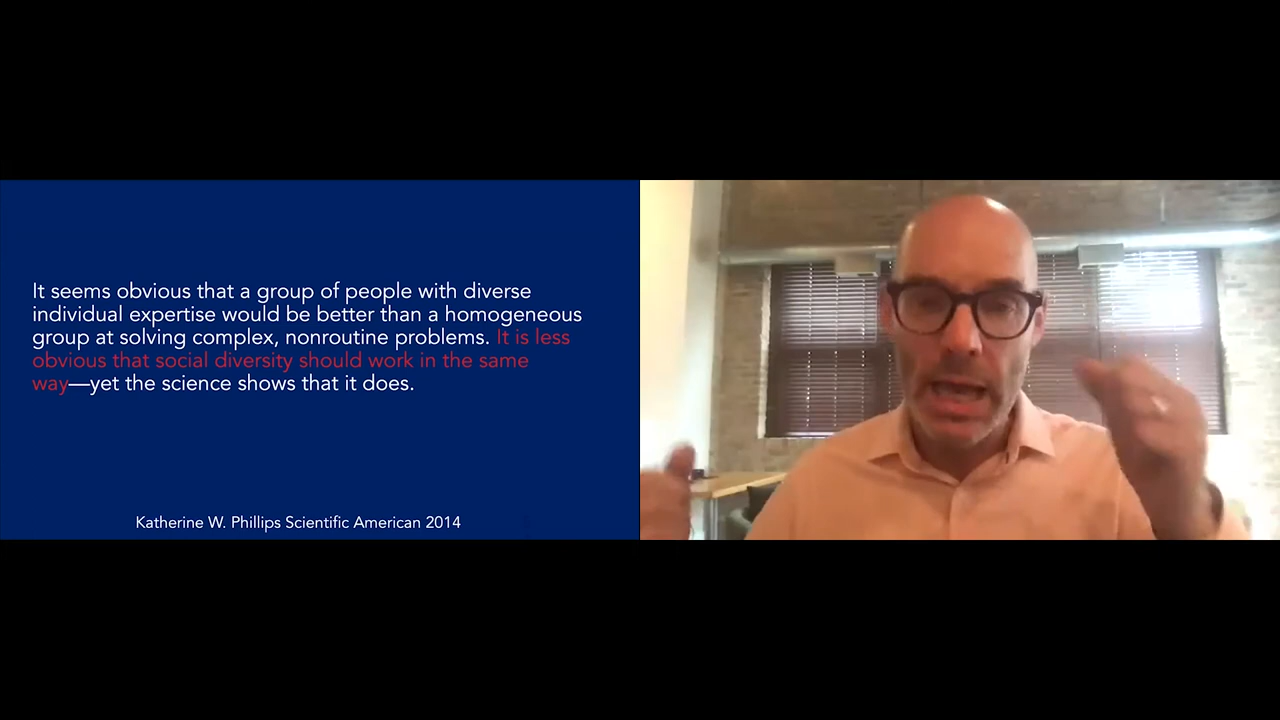 It seems obvious that a group of people with diverse
individual expertise would be better than a homogeneous
group at solving complex, nonroutine problems. It is less
obvious that social diversity should work in the same
way—yet the science shows that it does.
Katherine W. Phillips Scientific American 2014